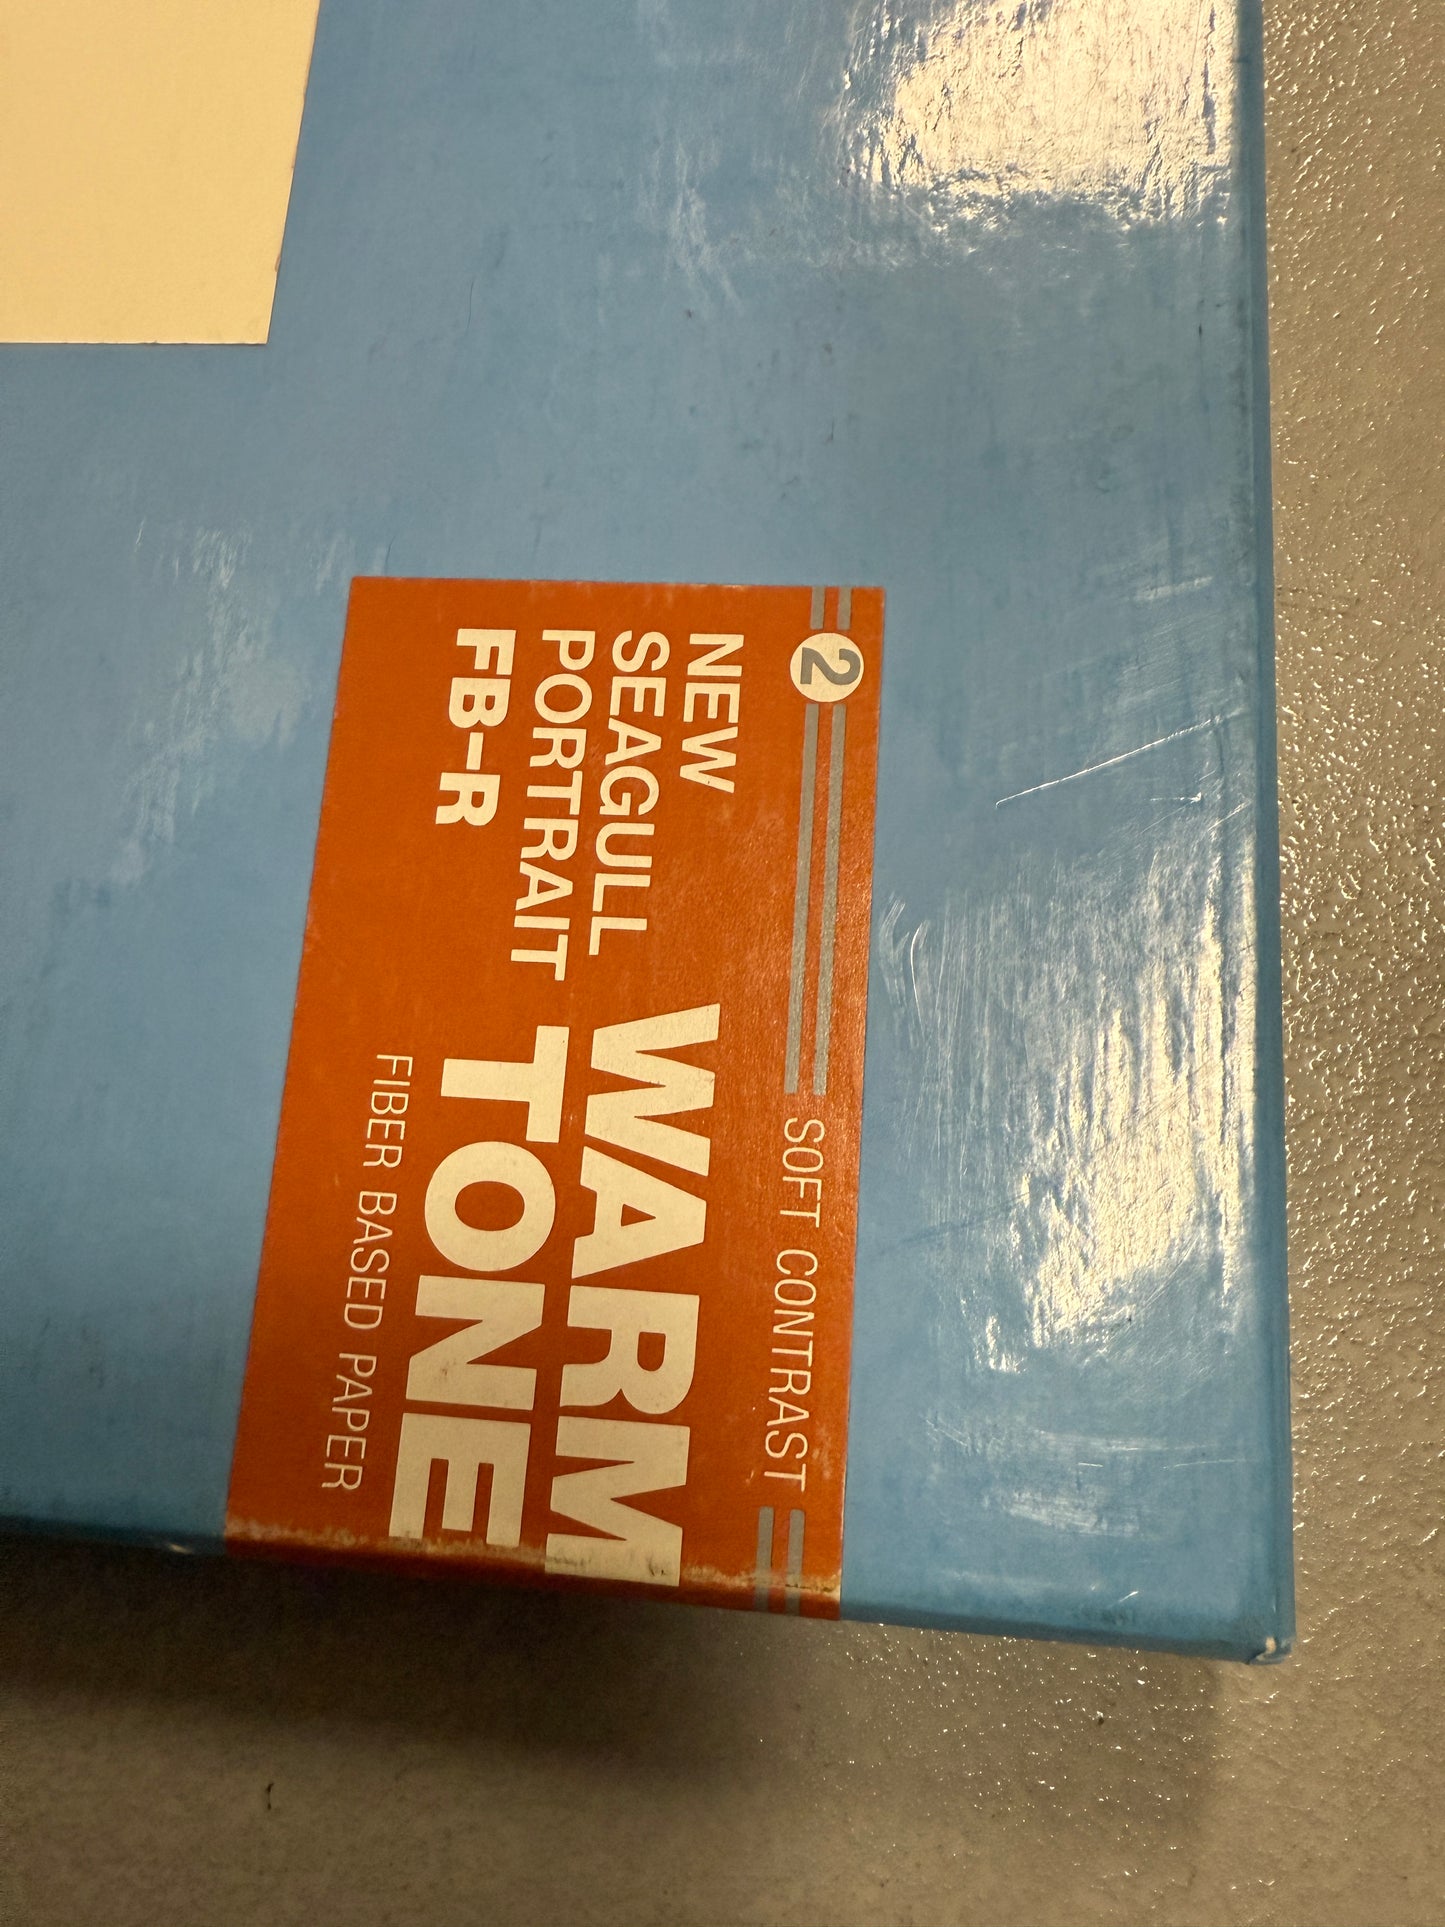 2
SOFT CONTRAST
NEW
SEAGULL
PORTRAIT
FB-R
WARM
TONE
FIBER BASED PAPER